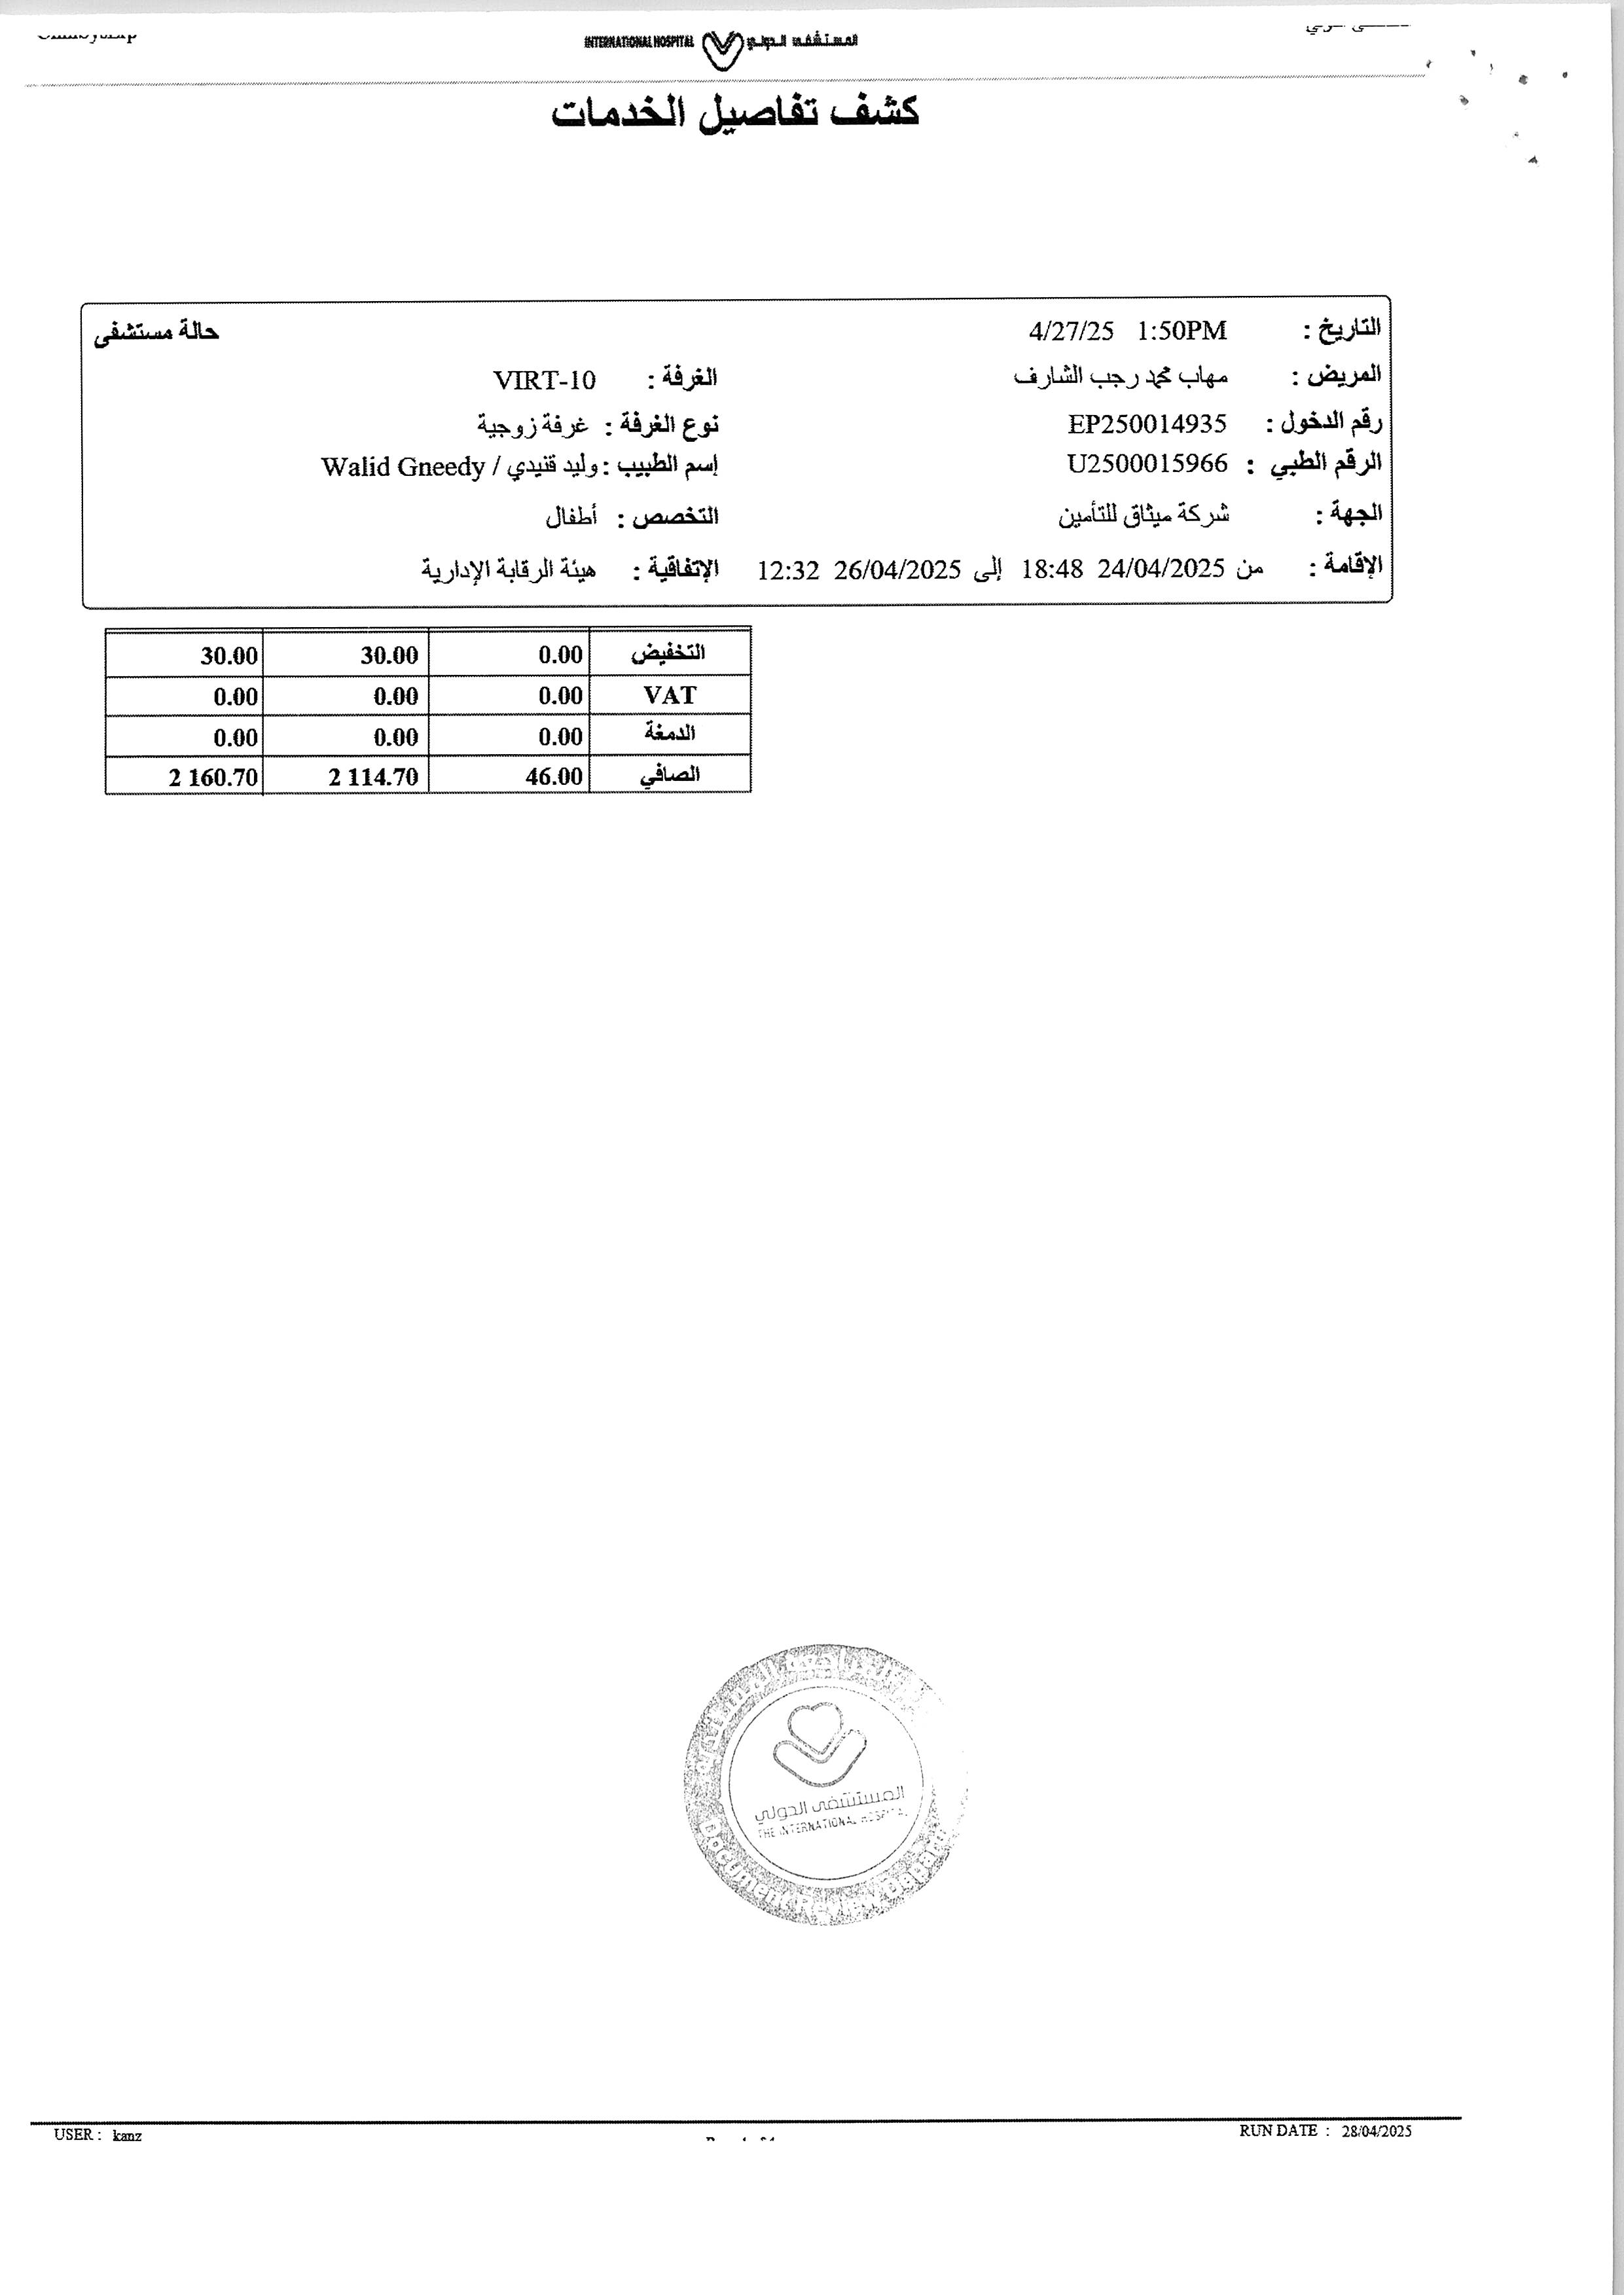 INTERNATIONAL HOSPITAL المستشفى الدولي
كشف تفاصيل الخدمات
التاريخ : 4/27/25 1:50PM حالة مستشفى
المريض : مهاب محمد رجب الشارف الغرفة : VIRT-10
رقم الدخول : EP250014935 نوع الغرفة : غرفة زوجية
الرقم الطبي : U2500015966 إسم الطبيب : وليد قنيدي / Walid Gneedy
الجهة : شركة ميثاق للتأمين التخصص : أطفال
الإقامة : من 24/04/2025 18:48 إلى 26/04/2025 12:32 الإتفاقية : هيئة الرقابة الإدارية
التخفيض 0.00 30.00 30.00
VAT 0.00 0.00 0.00
الدمغة 0.00 0.00 0.00
الصافي 46.00 2 114.70 2 160.70
المستشفى الدولي
THE INTERNATIONAL HOSPITAL
Document Review
USER : kanz
RUN DATE : 28/04/2025